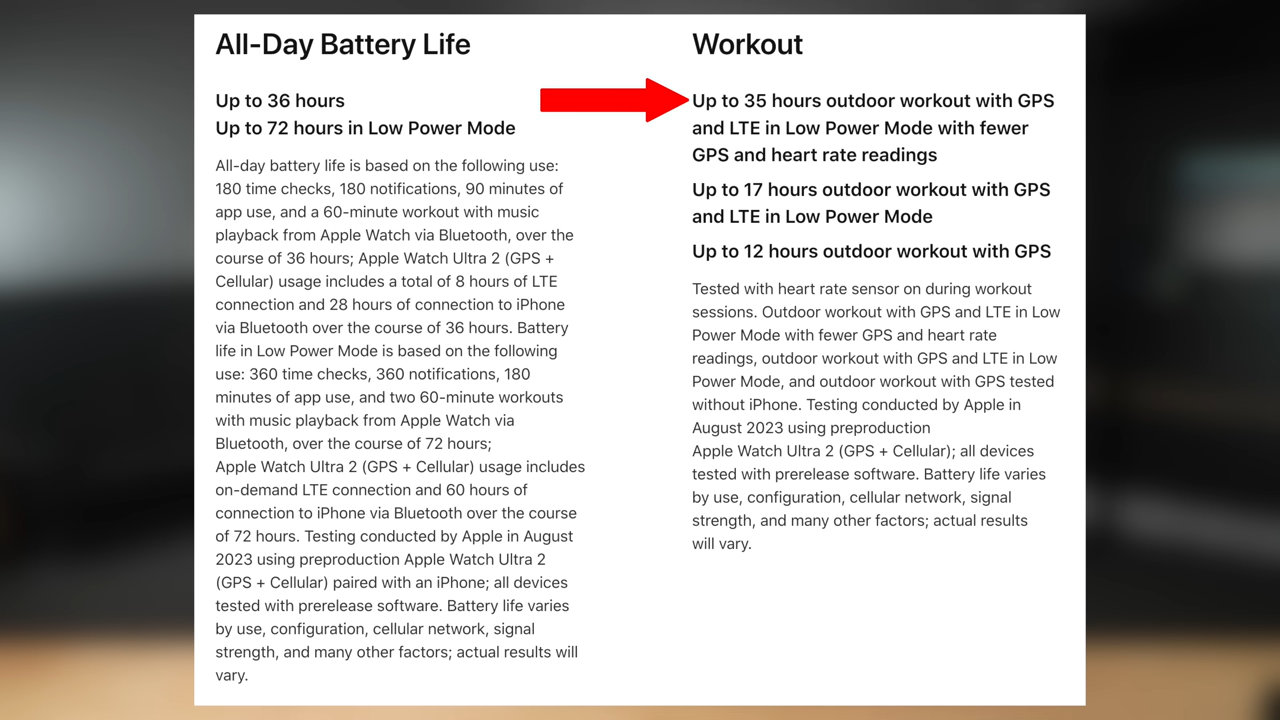 All-Day Battery Life
Up to 36 hours
Up to 72 hours in Low Power Mode
All-day battery life is based on the following use:
180 time checks, 180 notifications, 90 minutes of
app use, and a 60-minute workout with music
playback from Apple Watch via Bluetooth, over the
course of 36 hours; Apple Watch Ultra 2 (GPS +
Cellular) usage includes a total of 8 hours of LTE
connection and 28 hours of connection to iPhone
via Bluetooth over the course of 36 hours. Battery
life in Low Power Mode is based on the following
use: 360 time checks, 360 notifications, 180
minutes of app use, and two 60-minute workouts
with music playback from Apple Watch via
Bluetooth, over the course of 72 hours;
Apple Watch Ultra 2 (GPS + Cellular) usage includes
on-demand LTE connection and 60 hours of
connection to iPhone via Bluetooth over the course
of 72 hours. Testing conducted by Apple in August
2023 using preproduction Apple Watch Ultra 2
(GPS + Cellular) paired with an iPhone; all devices
tested with prerelease software. Battery life varies
by use, configuration, cellular network, signal
strength, and many other factors; actual results will
vary.
Workout
Up to 35 hours outdoor workout with GPS
and LTE in Low Power Mode with fewer
GPS and heart rate readings
Up to 17 hours outdoor workout with GPS
and LTE in Low Power Mode
Up to 12 hours outdoor workout with GPS
Tested with heart rate sensor on during workout
sessions. Outdoor workout with GPS and LTE in Low
Power Mode with fewer GPS and heart rate
readings, outdoor workout with GPS and LTE in Low
Power Mode, and outdoor workout with GPS tested
without iPhone. Testing conducted by Apple in
August 2023 using preproduction
Apple Watch Ultra 2 (GPS + Cellular); all devices
tested with prerelease software. Battery life varies
by use, configuration, cellular network, signal
strength, and many other factors; actual results
will vary.